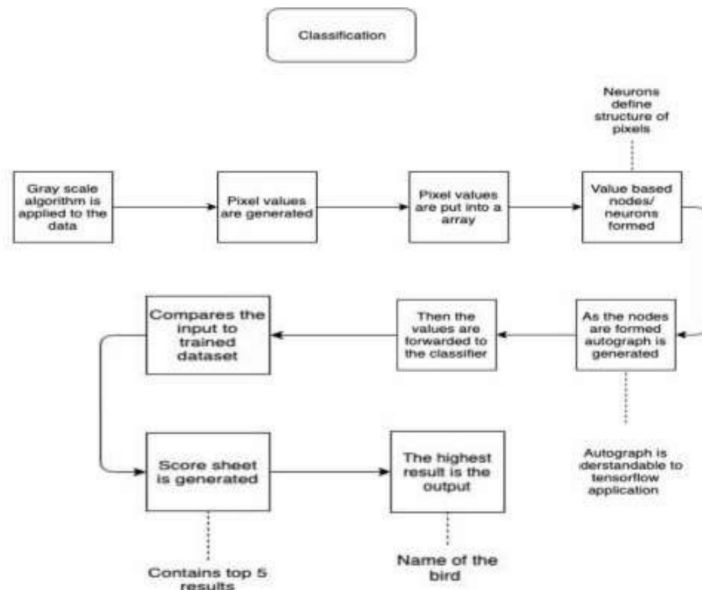 Classification
Neurons
define
structure of
pixels
Gray scale
algorithm is
applied to the
data
Pixel values
are generated
Pixel values
are put into a
array
Value based
nodes/
neurons
formed
As the nodes
are formed
autograph is
generated
Then the
values are
forwarded to
the classifier
Compares the
input to
trained
dataset
Autograph is
derstandable to
tensorflow
application
Score sheet
is generated
The highest
result is the
output
Contains top 5
results
Name of the
bird